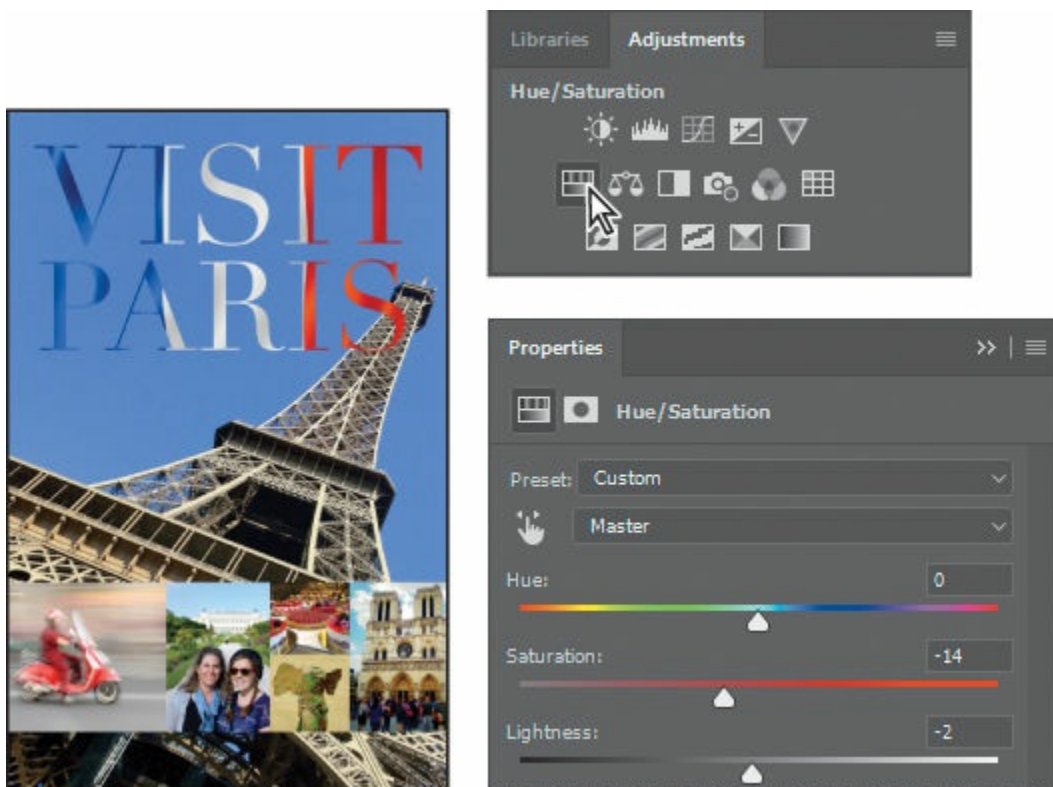 VISIT
PARIS
Libraries Adjustments
Hue/Saturation
Properties
Hue/Saturation
Preset: Custom
Master
Hue: 0
Saturation: -14
Lightness: -2